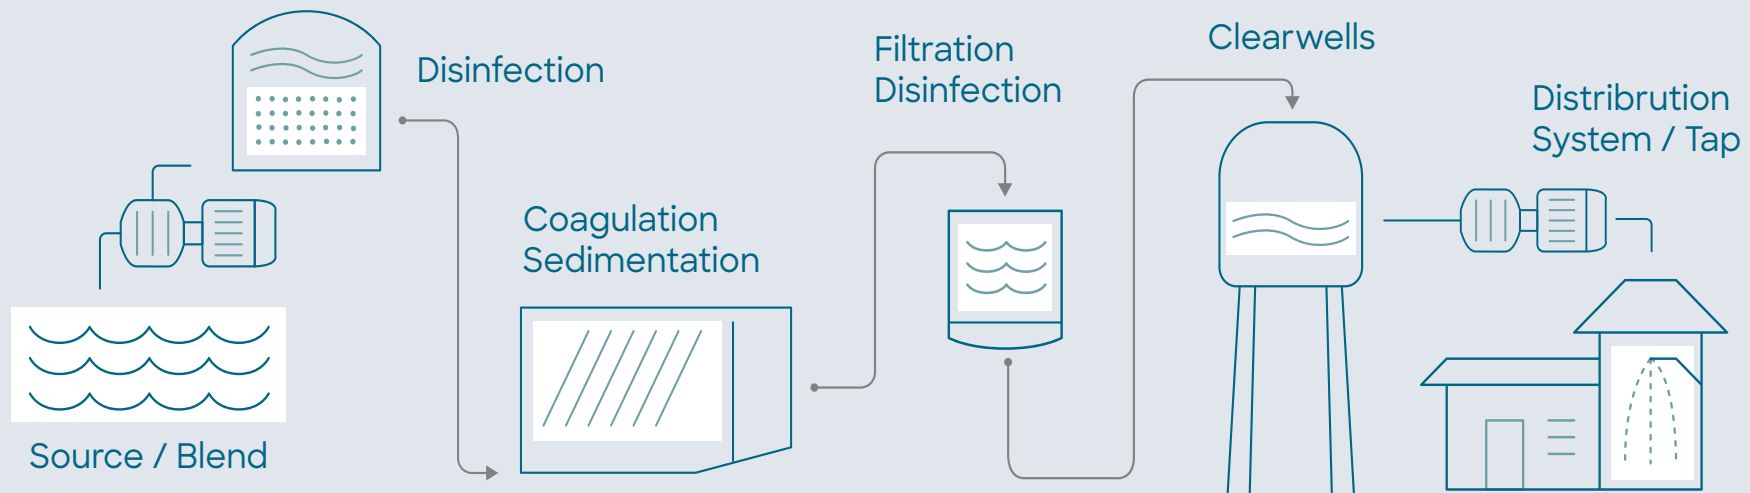 Source / Blend
Disinfection
Coagulation
Sedimentation
Filtration
Disinfection
Clearwells
Distribrution
System / Tap